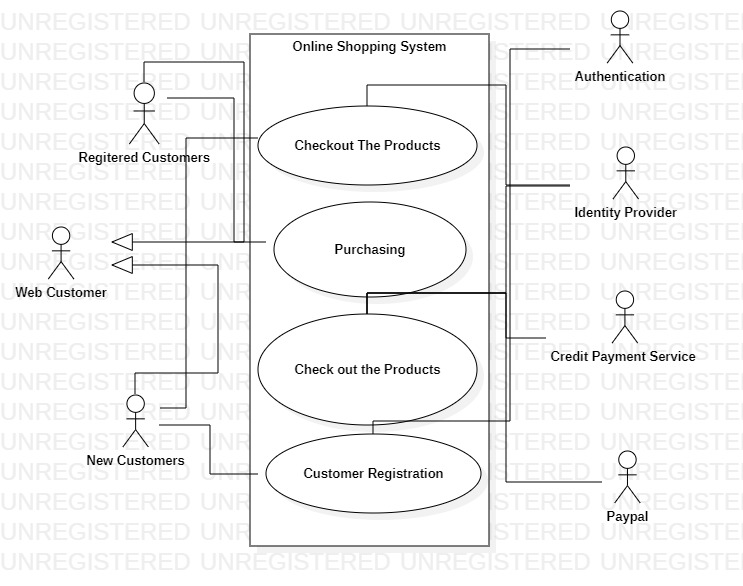 UNREGISTERED UNREGISTERED UNREGISTERED UNREGISTERED
Online Shopping System
Authentication
Regitered Customers
Checkout The Products
Identity Provider
Web Customer
Purchasing
Credit Payment Service
Check out the Products
New Customers
Customer Registration
Paypal